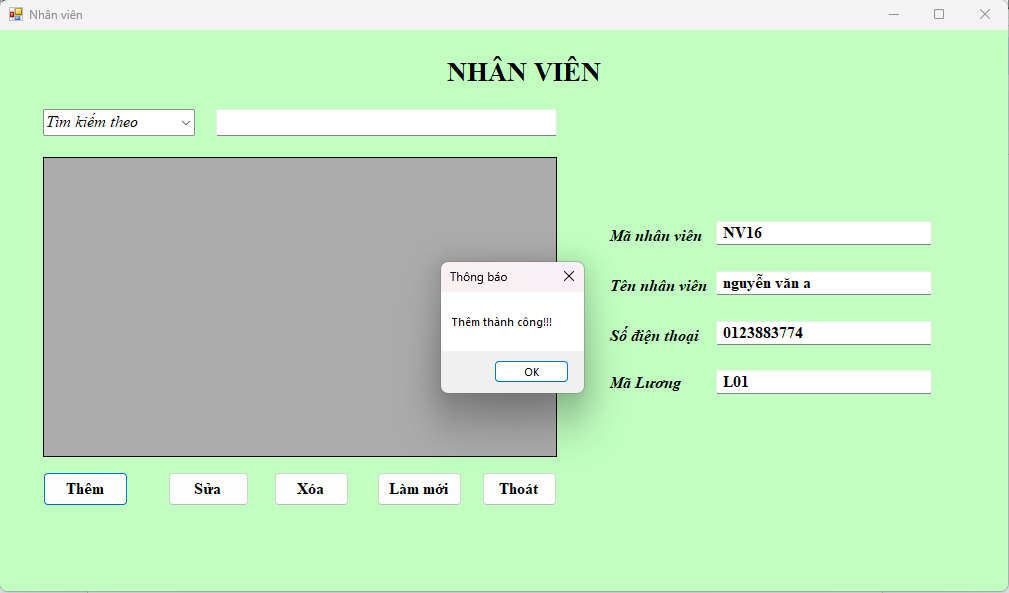 Nhân viên
NHÂN VIÊN
Tìm kiếm theo
Mã nhân viên NV16
Tên nhân viên nguyễn văn a
Số điện thoại 0123883774
Mã Lương L01
Thông báo
Thêm thành công!!!
OK
Thêm Sửa Xóa Làm mới Thoát